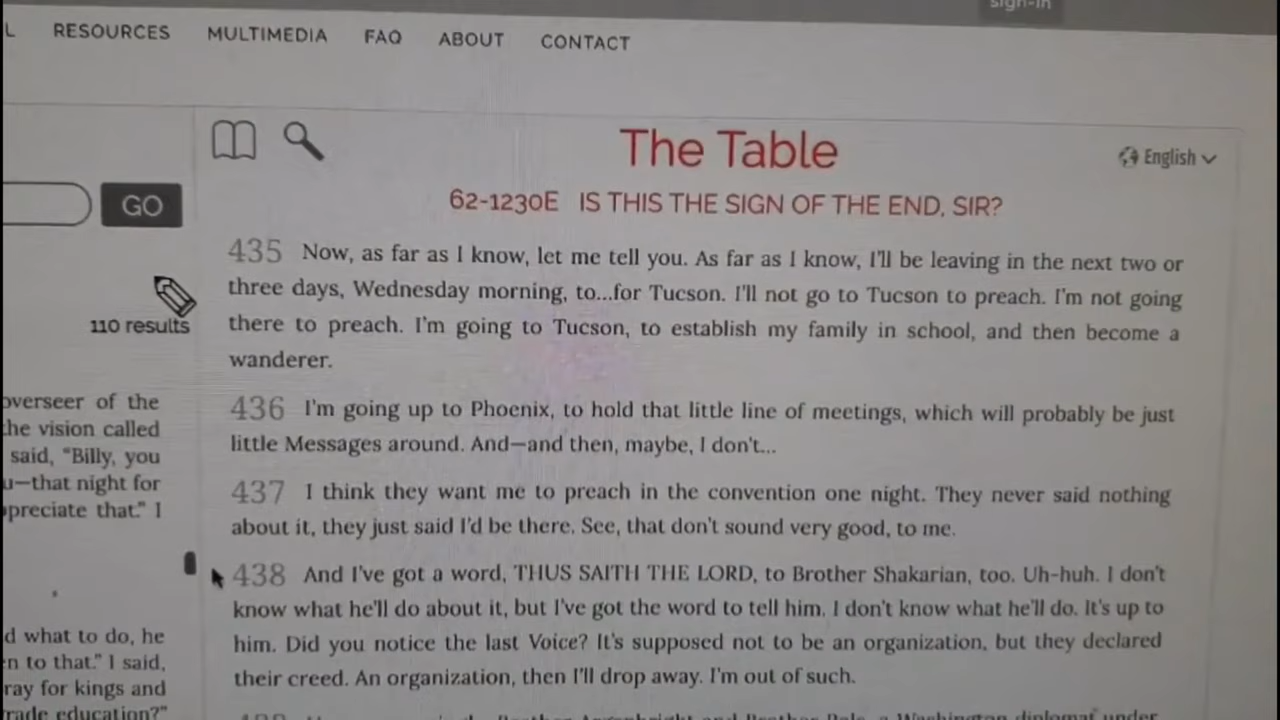 sign-in
L RESOURCES MULTIMEDIA FAQ ABOUT CONTACT
The Table
English
62-1230E IS THIS THE SIGN OF THE END, SIR?
GO
110 results
overseer of the
the vision called
said, "Billy, you
u—that night for
preciate that." I
d what to do, he
n to that." I said,
ray for kings and
rade education?"
435 Now, as far as I know, let me tell you. As far as I know, I'll be leaving in the next two or
three days, Wednesday morning, to...for Tucson. I'll not go to Tucson to preach. I'm not going
there to preach. I'm going to Tucson, to establish my family in school, and then become a
wanderer.
436 I'm going up to Phoenix, to hold that little line of meetings, which will probably be just
little Messages around. And—and then, maybe, I don't...
437 I think they want me to preach in the convention one night. They never said nothing
about it, they just said I'd be there. See, that don't sound very good, to me.
438 And I've got a word, THUS SAITH THE LORD, to Brother Shakarian, too. Uh-huh. I don't
know what he'll do about it, but I've got the word to tell him. I don't know what he'll do. It's up to
him. Did you notice the last Voice? It's supposed not to be an organization, but they declared
their creed. An organization, then I'll drop away. I'm out of such.
a Washington diplomat under